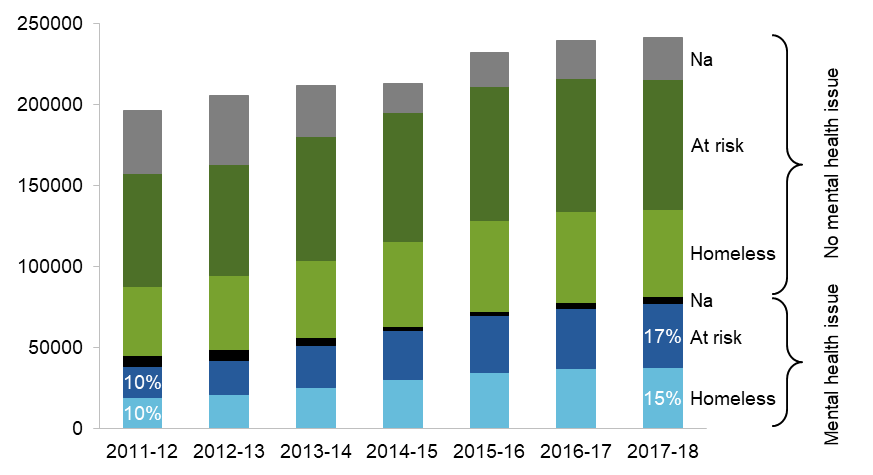 250000
200000
150000
100000
50000
0
Na
At risk
Homeless
Na
At risk
Homeless
No mental health issue
Mental health issue
10%
10%
17%
15%
2011-12 2012-13 2013-14 2014-15 2015-16 2016-17 2017-18